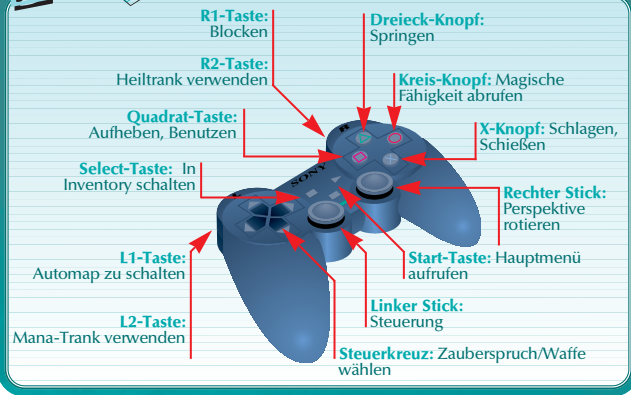 R1-Taste:
Blocken
Dreieck-Knopf:
Springen
R2-Taste:
Heiltrank verwenden
Kreis-Knopf: Magische
Fähigkeit abrufen
Quadrat-Taste:
Aufheben, Benutzen
X-Knopf: Schlagen,
Schießen
Select-Taste: In
Inventory schalten
SONY
Rechter Stick:
Perspektive
rotieren
L1-Taste:
Automap zu schalten
Start-Taste: Hauptmenü
aufrufen
L2-Taste:
Mana-Trank verwenden
Linker Stick:
Steuerung
Steuerkreuz: Zauberspruch/Waffe
wählen